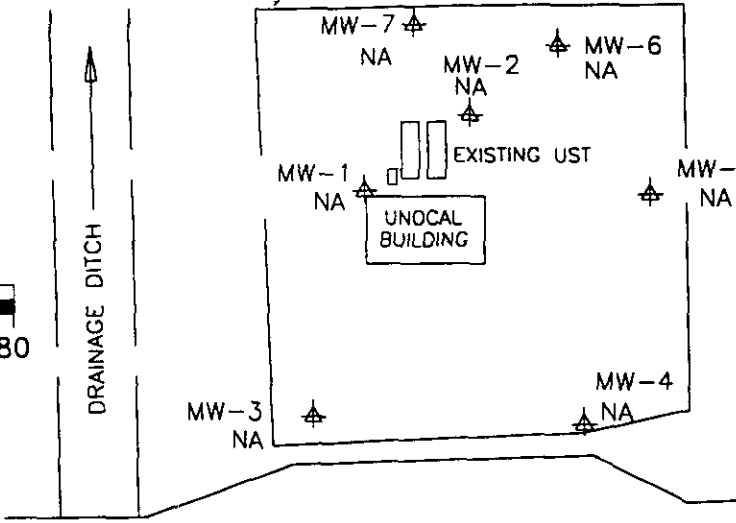 MW-7
NA
MW-6
NA
MW-2
NA
EXISTING UST
MW-1
NA
MW-
NA
UNOCAL
BUILDING
DRAINAGE DITCH
80
MW-3
NA
MW-4
NA